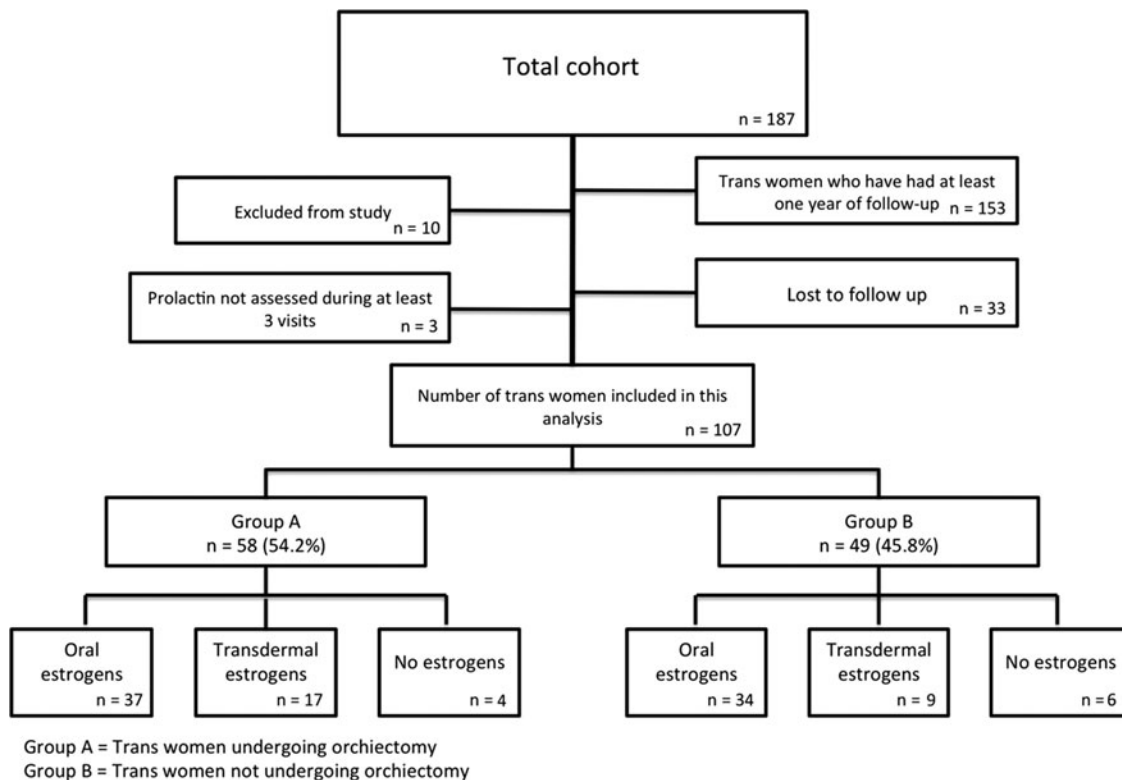 Total cohort
n = 187
Trans women who have had at least
one year of follow-up
n = 153
Excluded from study
n = 10
Prolactin not assessed during at least
3 visits
n = 3
Lost to follow up
n = 33
Number of trans women included in this
analysis
n = 107
Group A
n = 58 (54.2%)
Group B
n = 49 (45.8%)
Oral
estrogens
n = 37
Transdermal
estrogens
n = 17
No estrogens
n = 4
Oral
estrogens
n = 34
Transdermal
estrogens
n = 9
No estrogens
n = 6
Group A = Trans women undergoing orchiectomy
Group B = Trans women not undergoing orchiectomy